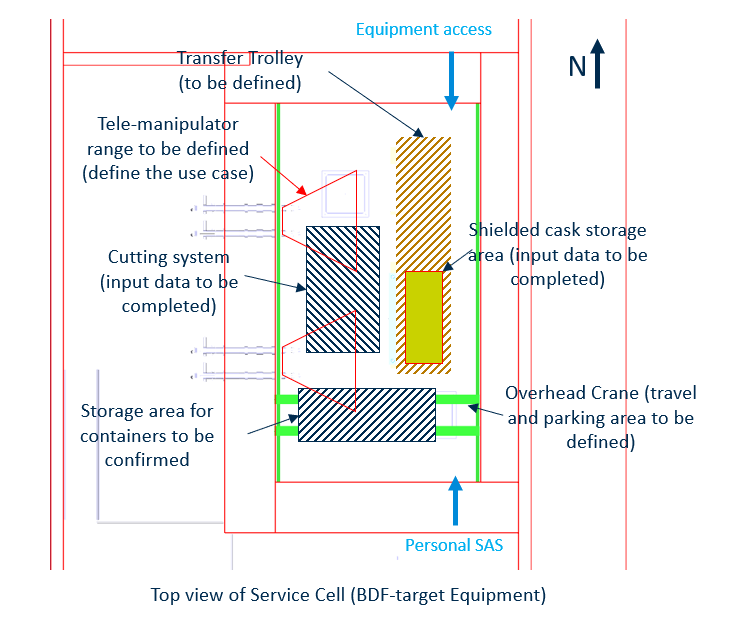 Equipment access
Transfer Trolley
(to be defined)
N
Tele-manipulator
range to be defined
(define the use case)
Shielded cask storage
area (input data to be
completed)
Cutting system
(input data to be
completed)
Overhead Crane (travel
and parking area to be
defined)
Storage area for
containers to be
confirmed
Personal SAS
Top view of Service Cell (BDF-target Equipment)